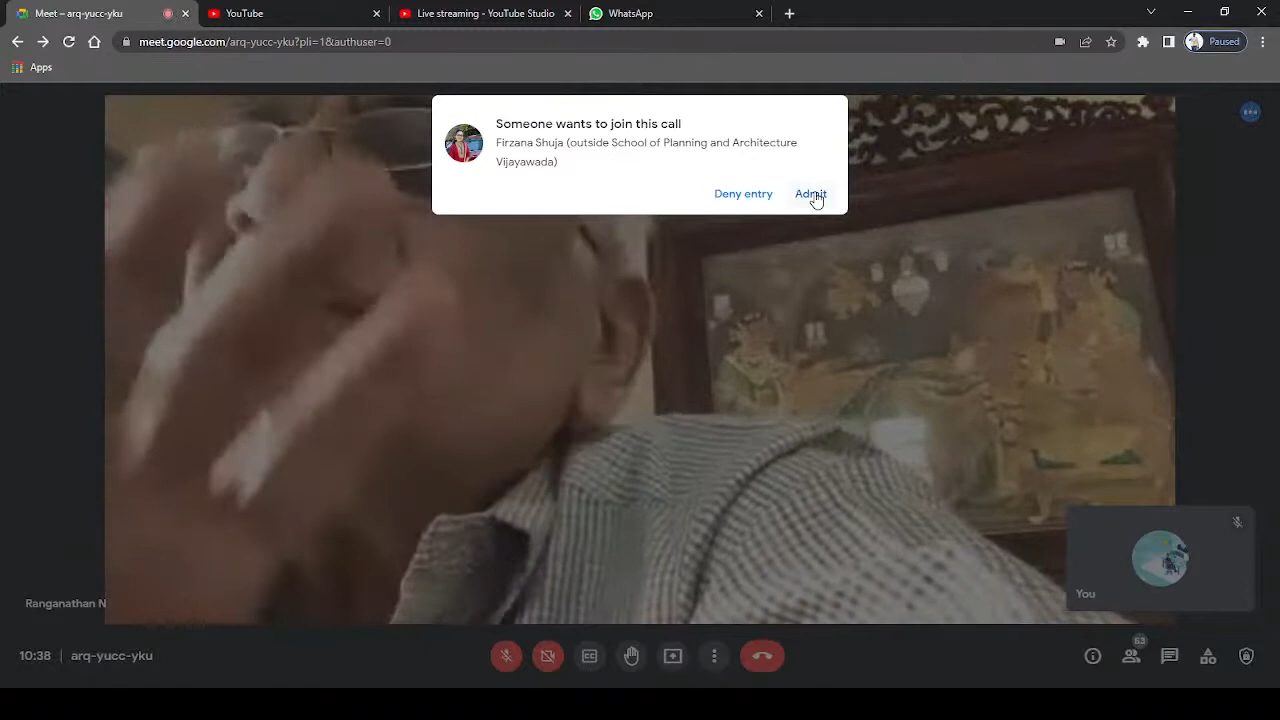 Meet – arq-yucc-yku
YouTube
Live streaming - YouTube Studio
WhatsApp
meet.google.com/arq-yucc-yku?pli=1&authuser=0
Paused
Apps
Someone wants to join this call
Firzana Shuja (outside School of Planning and Architecture
Vijayawada)
Deny entry
Admit
You
Ranganathan N
10:38 | arq-yucc-yku
CC
63